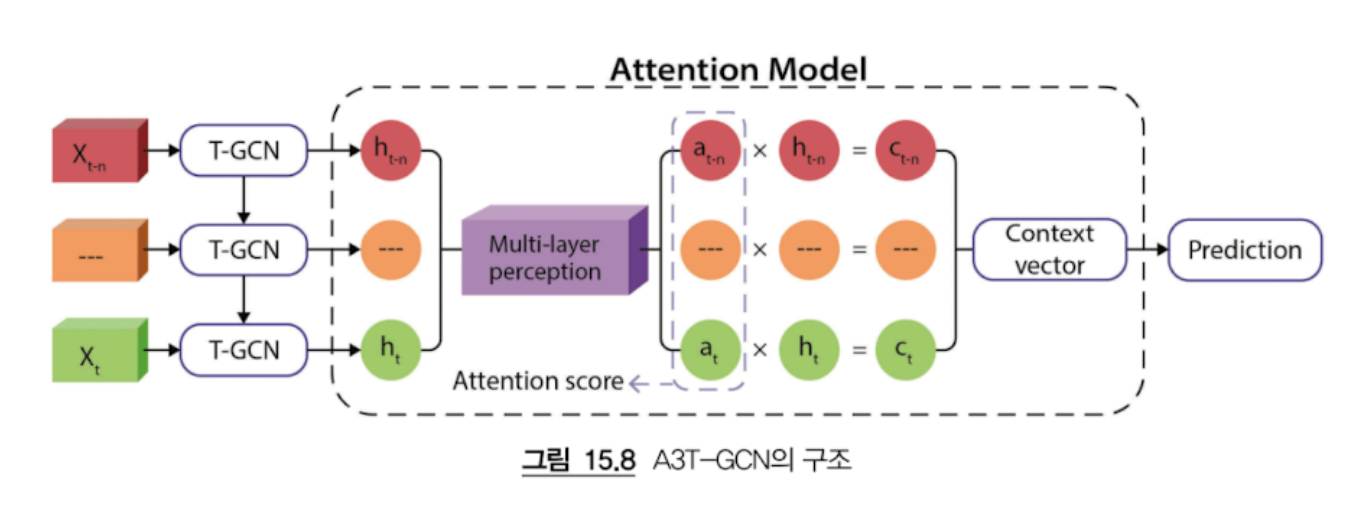 Attention Model
X_{t-n} T-GCN h_{t-n} a_{t-n} × h_{t-n} = c_{t-n}
--- T-GCN --- Multi-layer perception --- × --- = --- Context vector Prediction
X_t T-GCN h_t a_t × h_t = c_t
Attention score
그림 15.8 A3T-GCN의 구조